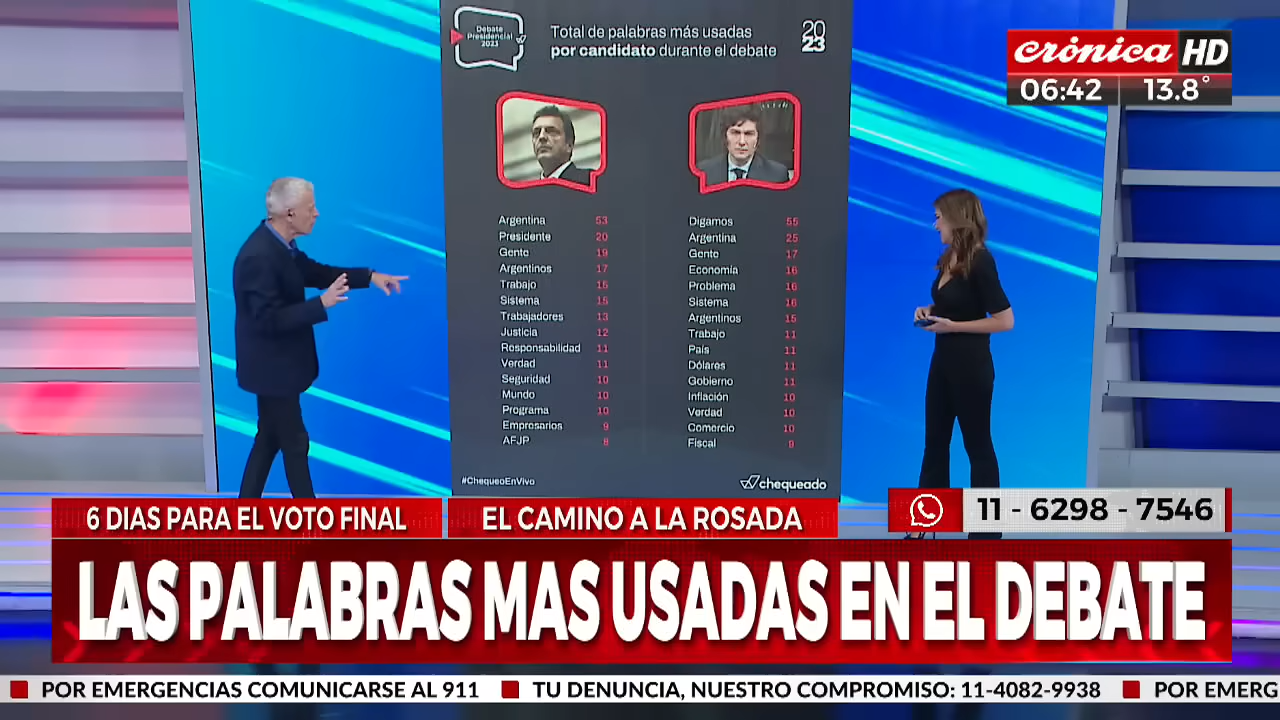 Debate
Presidencial
2023
Total de palabras más usadas
por candidato durante el debate
20
23
crónica HD
06:42 13.8°
Argentina 53
Presidente 20
Gente 19
Argentinos 17
Trabajo 15
Sistema 15
Trabajadores 13
Justicia 12
Responsabilidad 11
Verdad 11
Seguridad 10
Mundo 10
Programa 10
Empresarios 9
AFJP 8
Digamos 55
Argentina 25
Gente 17
Economía 16
Problema 16
Sistema 16
Argentinos 15
Trabajo 11
País 11
Dólares 11
Gobierno 11
Inflación 10
Verdad 10
Comercio 10
Fiscal 9
#ChequeoEnVivo
chequeado
6 DIAS PARA EL VOTO FINAL
EL CAMINO A LA ROSADA
11 - 6298 - 7546
LAS PALABRAS MAS USADAS EN EL DEBATE
POR EMERGENCIAS COMUNICARSE AL 911 TU DENUNCIA, NUESTRO COMPROMISO: 11-4082-9938 POR EMERG